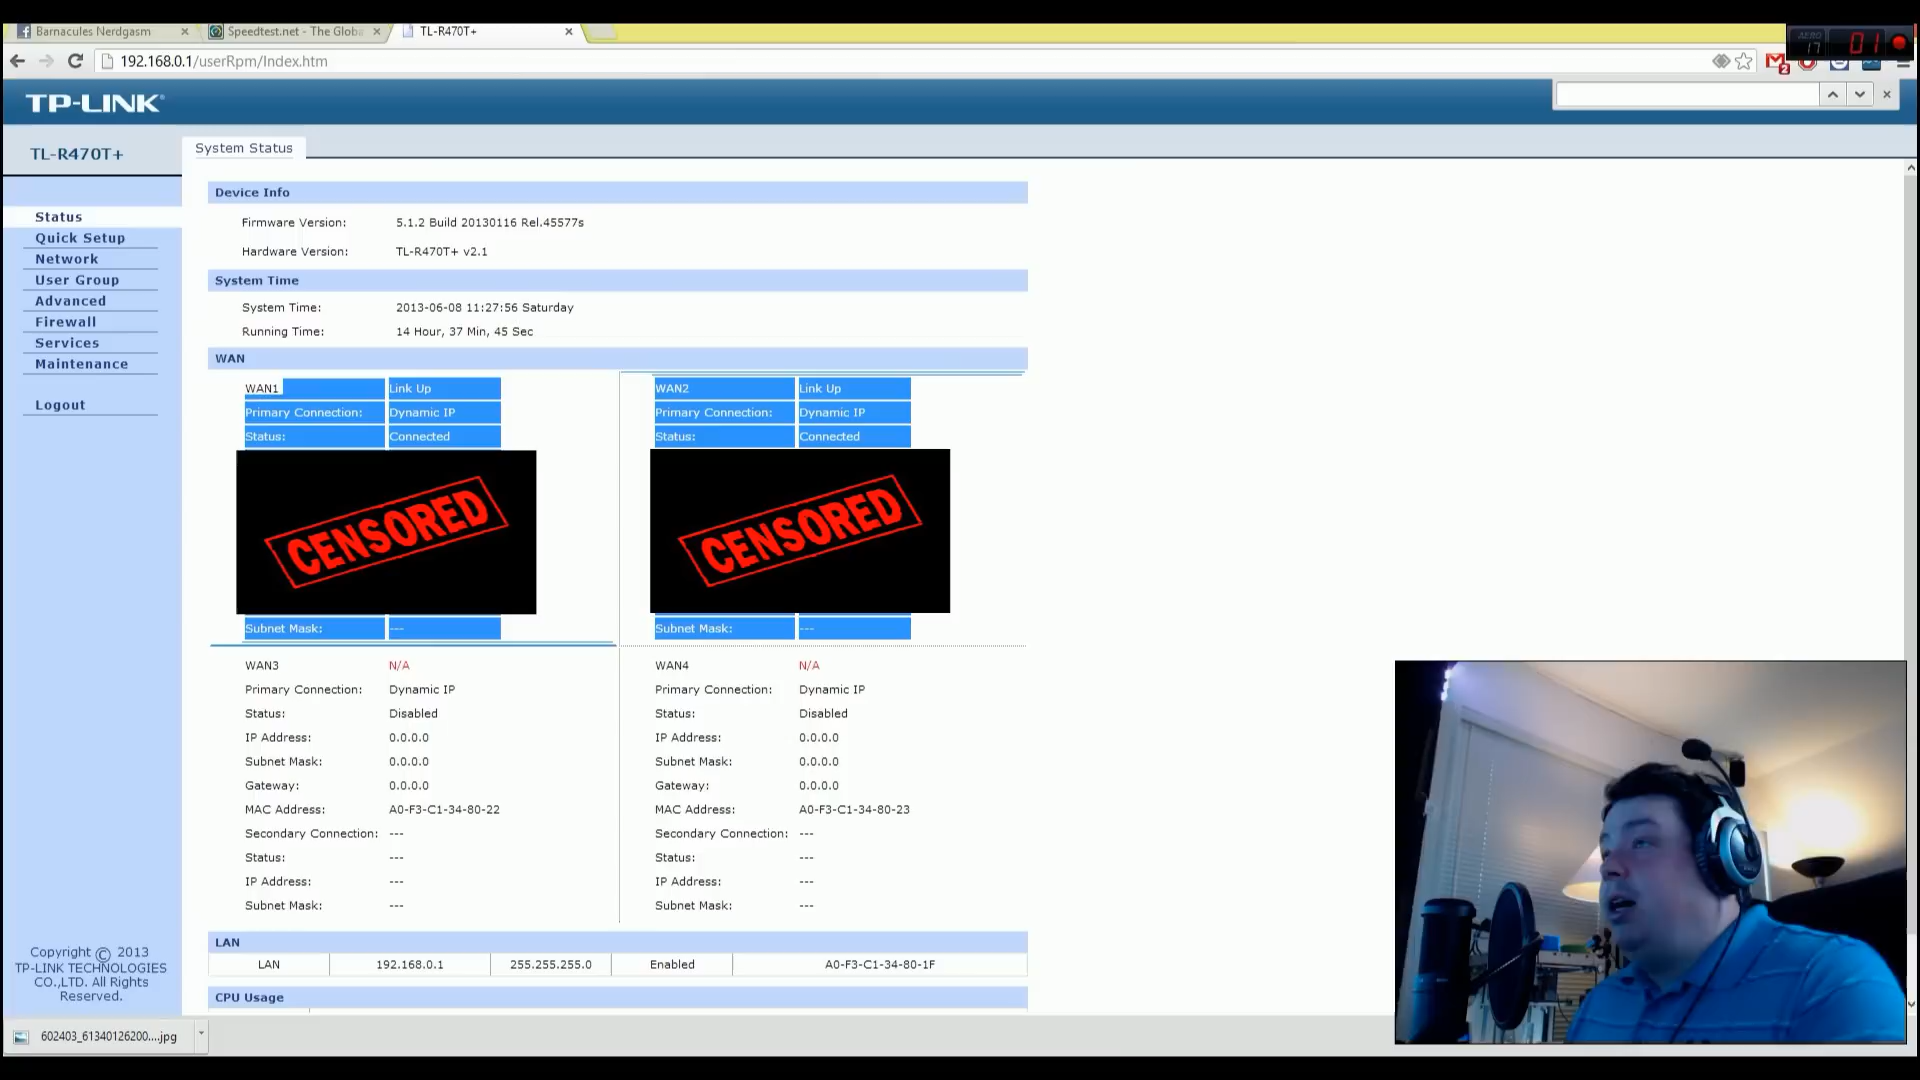 Barnacules Nerdgasm
Speedtest.net - The Globa
TL-R470T+
AERO
17
01
192.168.0.1/userRpm/Index.htm
2
TP-LINK
TL-R470T+
System Status
Status
Quick Setup
Network
User Group
Advanced
Firewall
Services
Maintenance
Logout
Copyright © 2013
TP-LINK TECHNOLOGIES
CO.,LTD. All Rights
Reserved.
Device Info
Firmware Version: 5.1.2 Build 20130116 Rel.45577s
Hardware Version: TL-R470T+ v2.1
System Time
System Time: 2013-06-08 11:27:56 Saturday
Running Time: 14 Hour, 37 Min, 45 Sec
WAN
WAN1 Link Up
Primary Connection: Dynamic IP
Status: Connected
CENSORED
Subnet Mask: ---
WAN2 Link Up
Primary Connection: Dynamic IP
Status: Connected
CENSORED
Subnet Mask: ---
WAN3 N/A
Primary Connection: Dynamic IP
Status: Disabled
IP Address: 0.0.0.0
Subnet Mask: 0.0.0.0
Gateway: 0.0.0.0
MAC Address: A0-F3-C1-34-80-22
Secondary Connection: ---
Status: ---
IP Address: ---
Subnet Mask: ---
WAN4 N/A
Primary Connection: Dynamic IP
Status: Disabled
IP Address: 0.0.0.0
Subnet Mask: 0.0.0.0
Gateway: 0.0.0.0
MAC Address: A0-F3-C1-34-80-23
Secondary Connection: ---
Status: ---
IP Address: ---
Subnet Mask: ---
LAN
LAN 192.168.0.1 255.255.255.0 Enabled A0-F3-C1-34-80-1F
CPU Usage
602403_61340126200....jpg